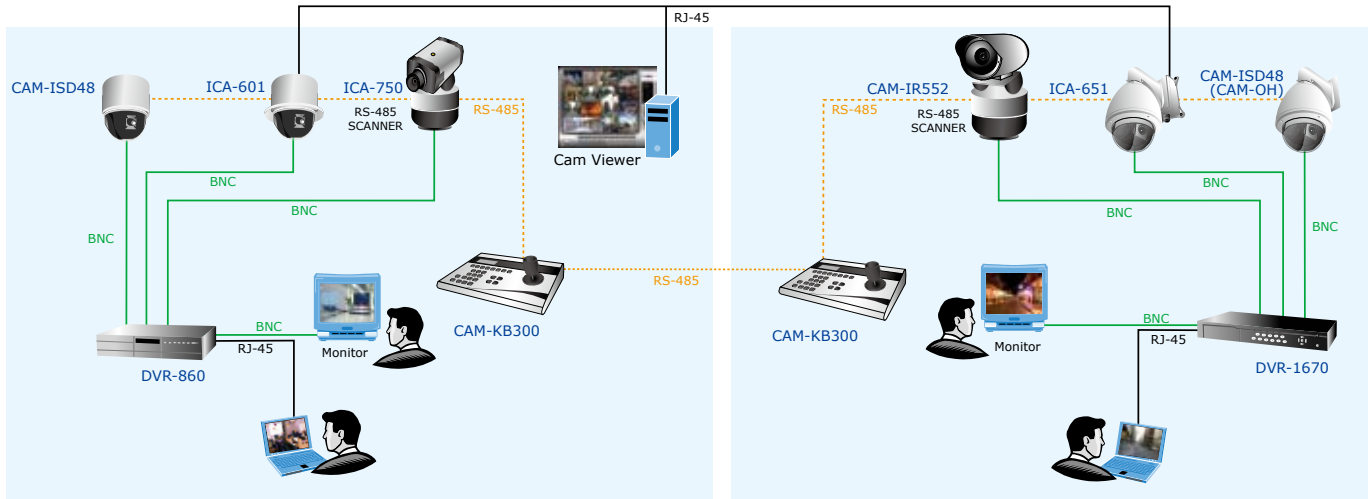 RJ-45
CAM-ISD48
ICA-601
ICA-750
RS-485
SCANNER
RS-485
Cam Viewer
BNC
BNC
BNC
CAM-KB300
BNC
RJ-45
Monitor
DVR-860
RS-485
CAM-IR552
RS-485
RS-485
SCANNER
ICA-651
CAM-ISD48
(CAM-OH)
BNC
BNC
BNC
CAM-KB300
Monitor
BNC
RJ-45
DVR-1670